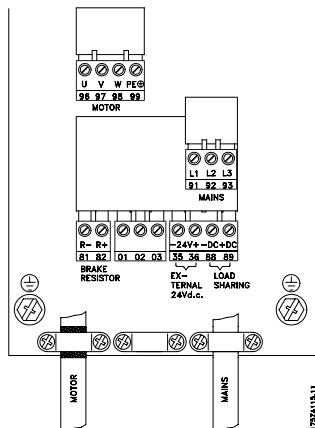 U V W PE
96 97 98 99
MOTOR
L1 L2 L3
91 92 93
MAINS
R- R+
81 82
01 02 03
-24V+ -DC+DC
35 36 88 89
BRAKE
RESISTOR
EX-
TERNAL
24Vd.c.
LOAD
SHARING
MOTOR
MAINS